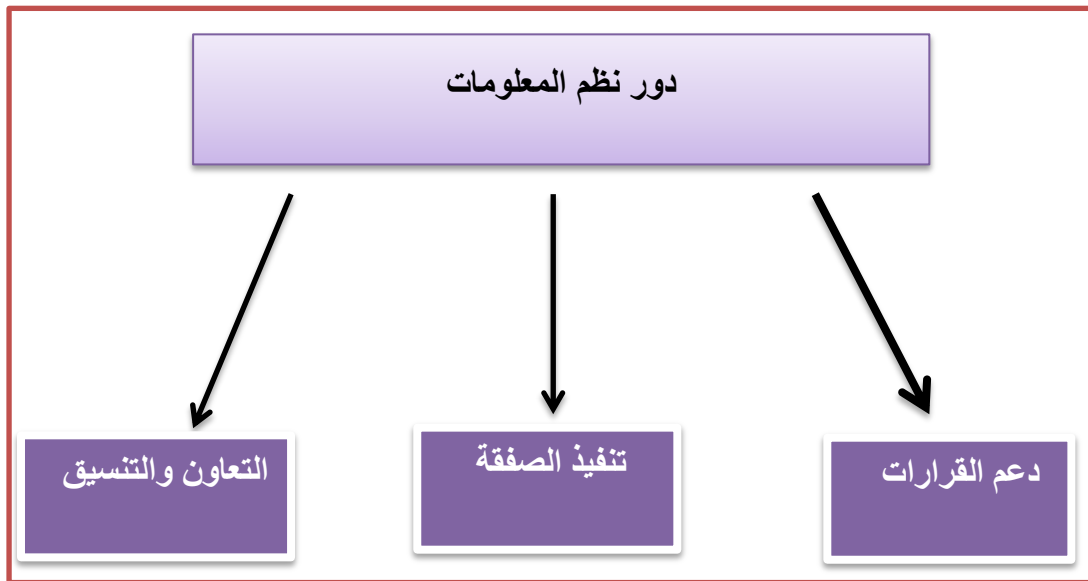 دور نظم المعلومات
دعم القرارات
تنفيذ الصفقة
التعاون والتنسيق